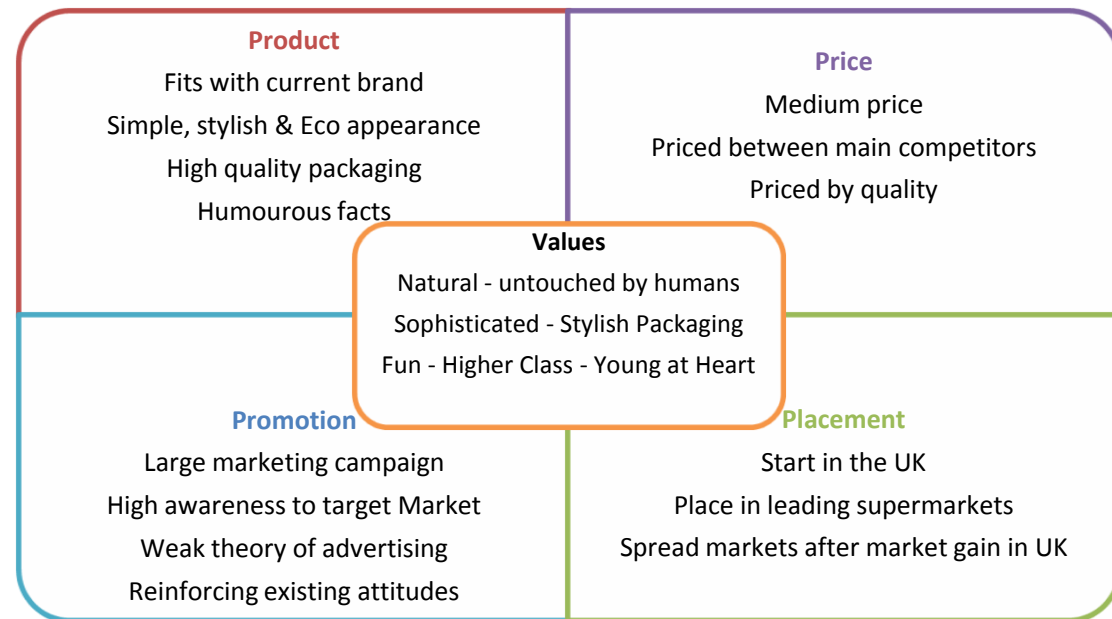 Product
Fits with current brand
Simple, stylish & Eco appearance
High quality packaging
Humourous facts
Price
Medium price
Priced between main competitors
Priced by quality
Values
Natural - untouched by humans
Sophisticated - Stylish Packaging
Fun - Higher Class - Young at Heart
Promotion
Large marketing campaign
High awareness to target Market
Weak theory of advertising
Reinforcing existing attitudes
Placement
Start in the UK
Place in leading supermarkets
Spread markets after market gain in UK